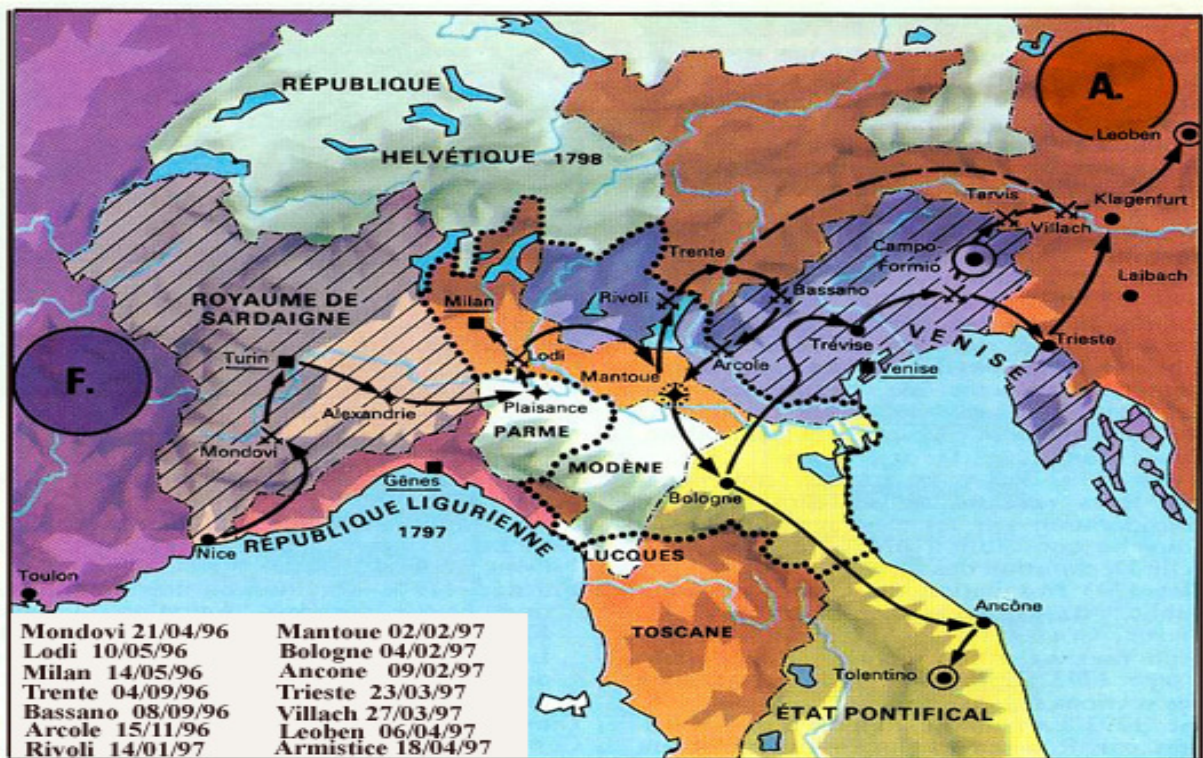 RÉPUBLIQUE
HELVÉTIQUE 1798
A.
Leoben
Tarvis
Klagenfurt
Villach
Trente
Campo-
Formio
Laibach
Rivoli
Bassano
ROYAUME DE
SARDAIGNE
Milan
VENISE
Trévise
Trieste
Turin
Lodi
Mantoue
Arcole
Venise
F.
Alexandrie
Plaisance
PARME
Mondovi
MODÈNE
Gênes
Bologne
RÉPUBLIQUE LIGURIENNE
1797
Nice
LUCQUES
Toulon
Ancône
TOSCANE
Tolentino
ÉTAT PONTIFICAL
Mondovi 21/04/96
Lodi 10/05/96
Milan 14/05/96
Trente 04/09/96
Bassano 08/09/96
Arcole 15/11/96
Rivoli 14/01/97
Mantoue 02/02/97
Bologne 04/02/97
Ancone 09/02/97
Trieste 23/03/97
Villach 27/03/97
Leoben 06/04/97
Armistice 18/04/97